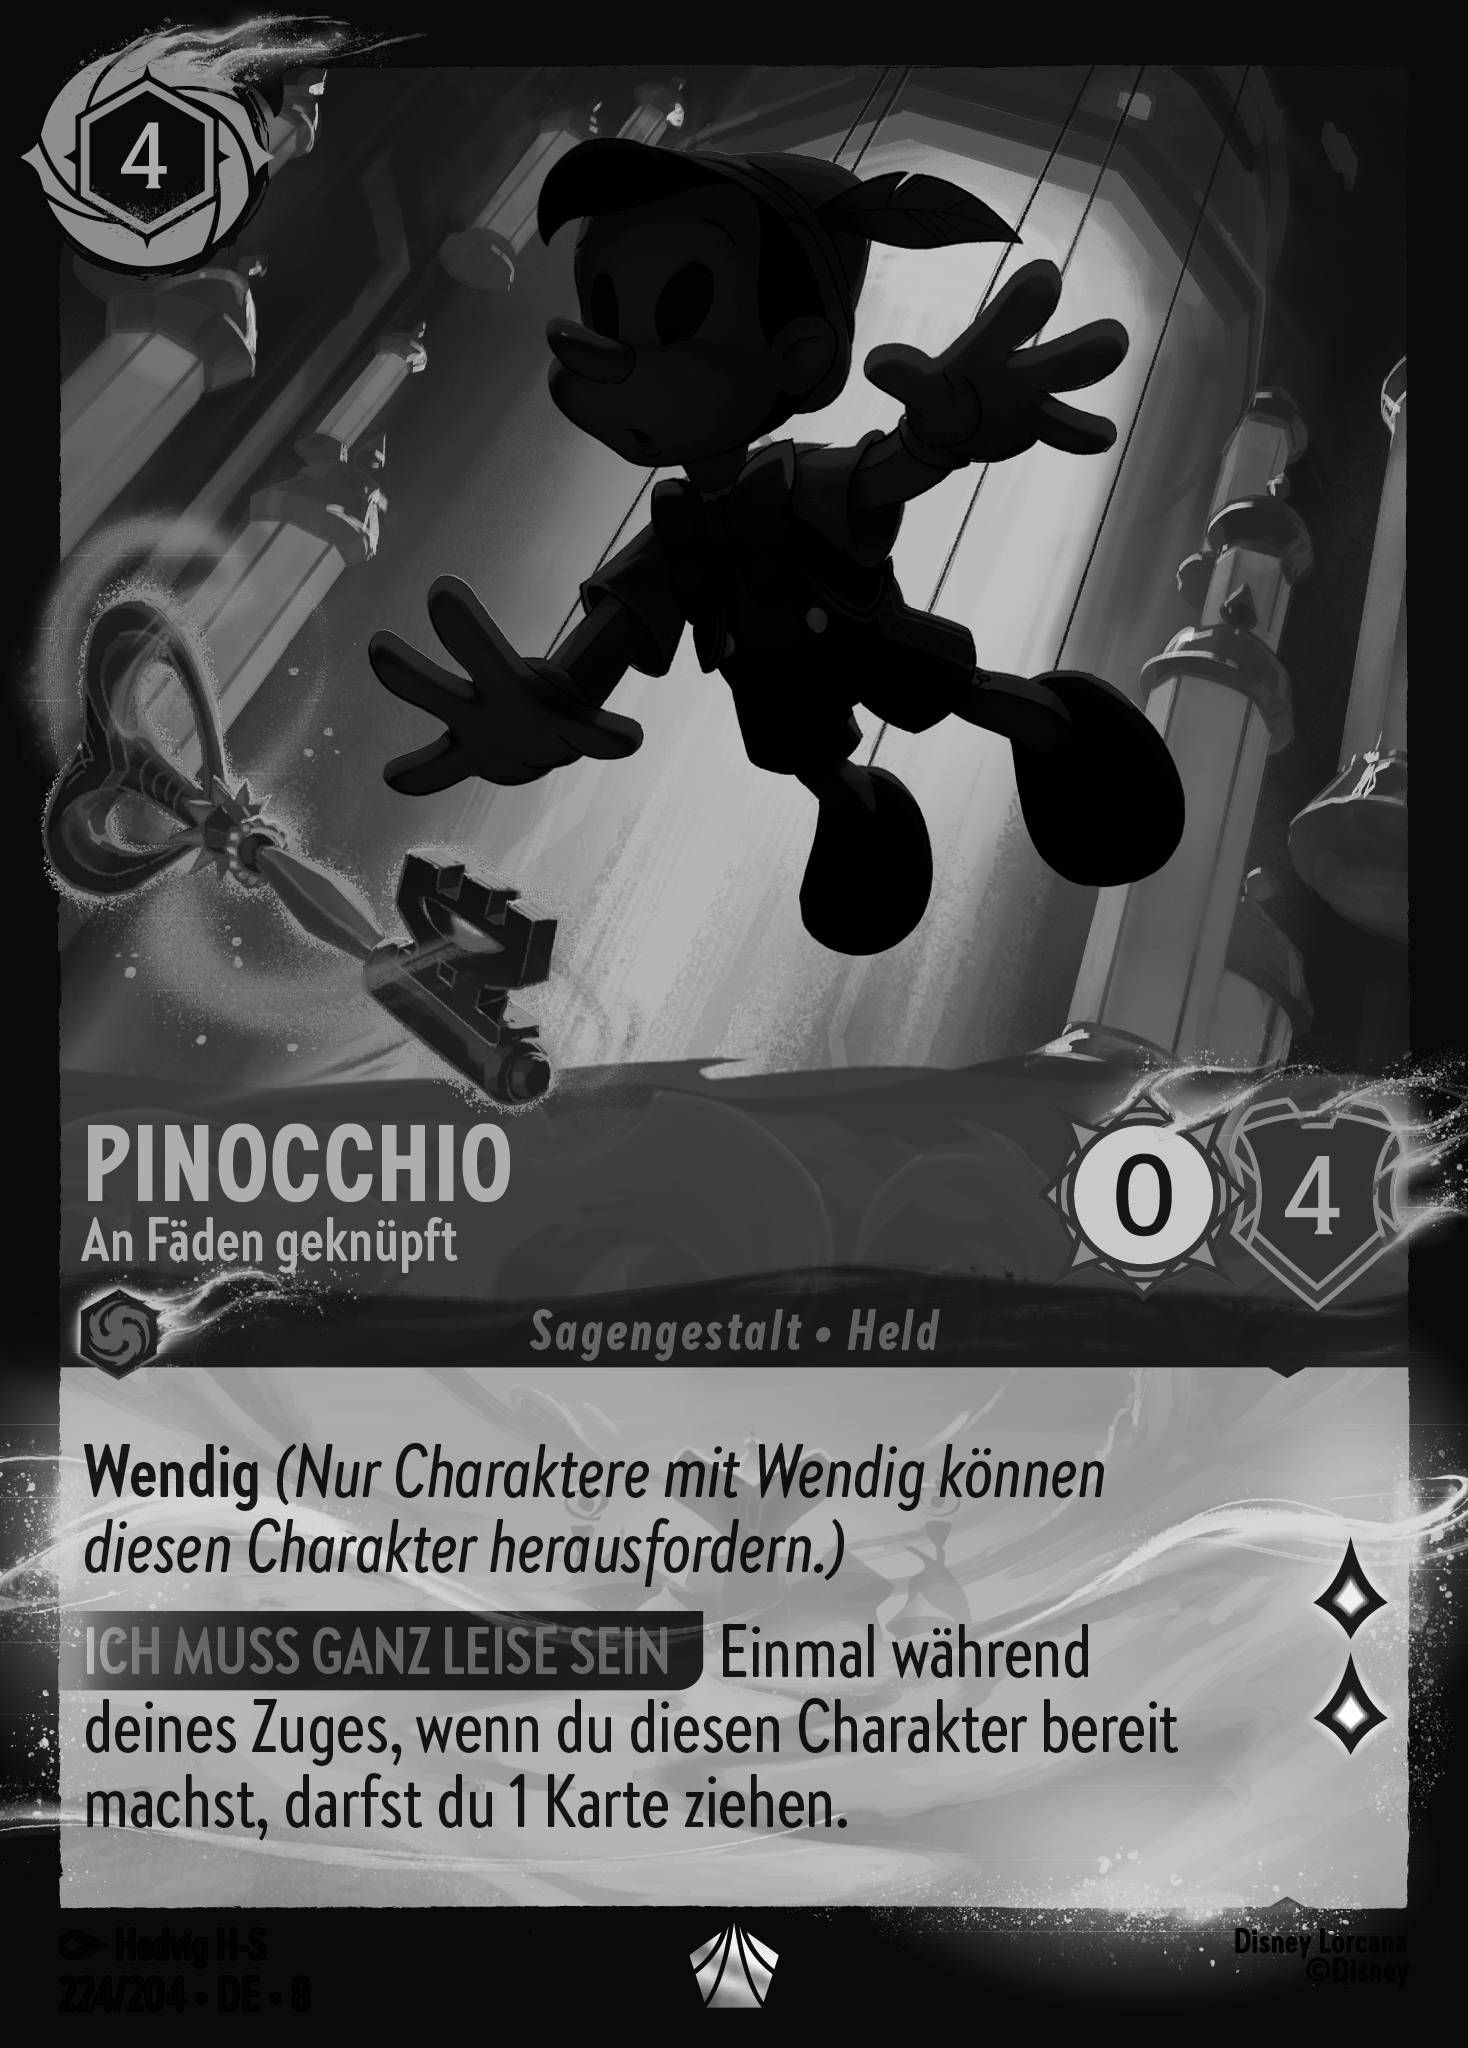 4
PINOCCHIO
An Fäden geknüpft
0 4
Sagengestalt • Held
Wendig (Nur Charaktere mit Wendig können
diesen Charakter herausfordern.)
ICH MUSS GANZ LEISE SEIN Einmal während
deines Zuges, wenn du diesen Charakter bereit
machst, darfst du 1 Karte ziehen.
Hedvig H-S
224/204 • DE • 8
Disney Lorcana
©Disney